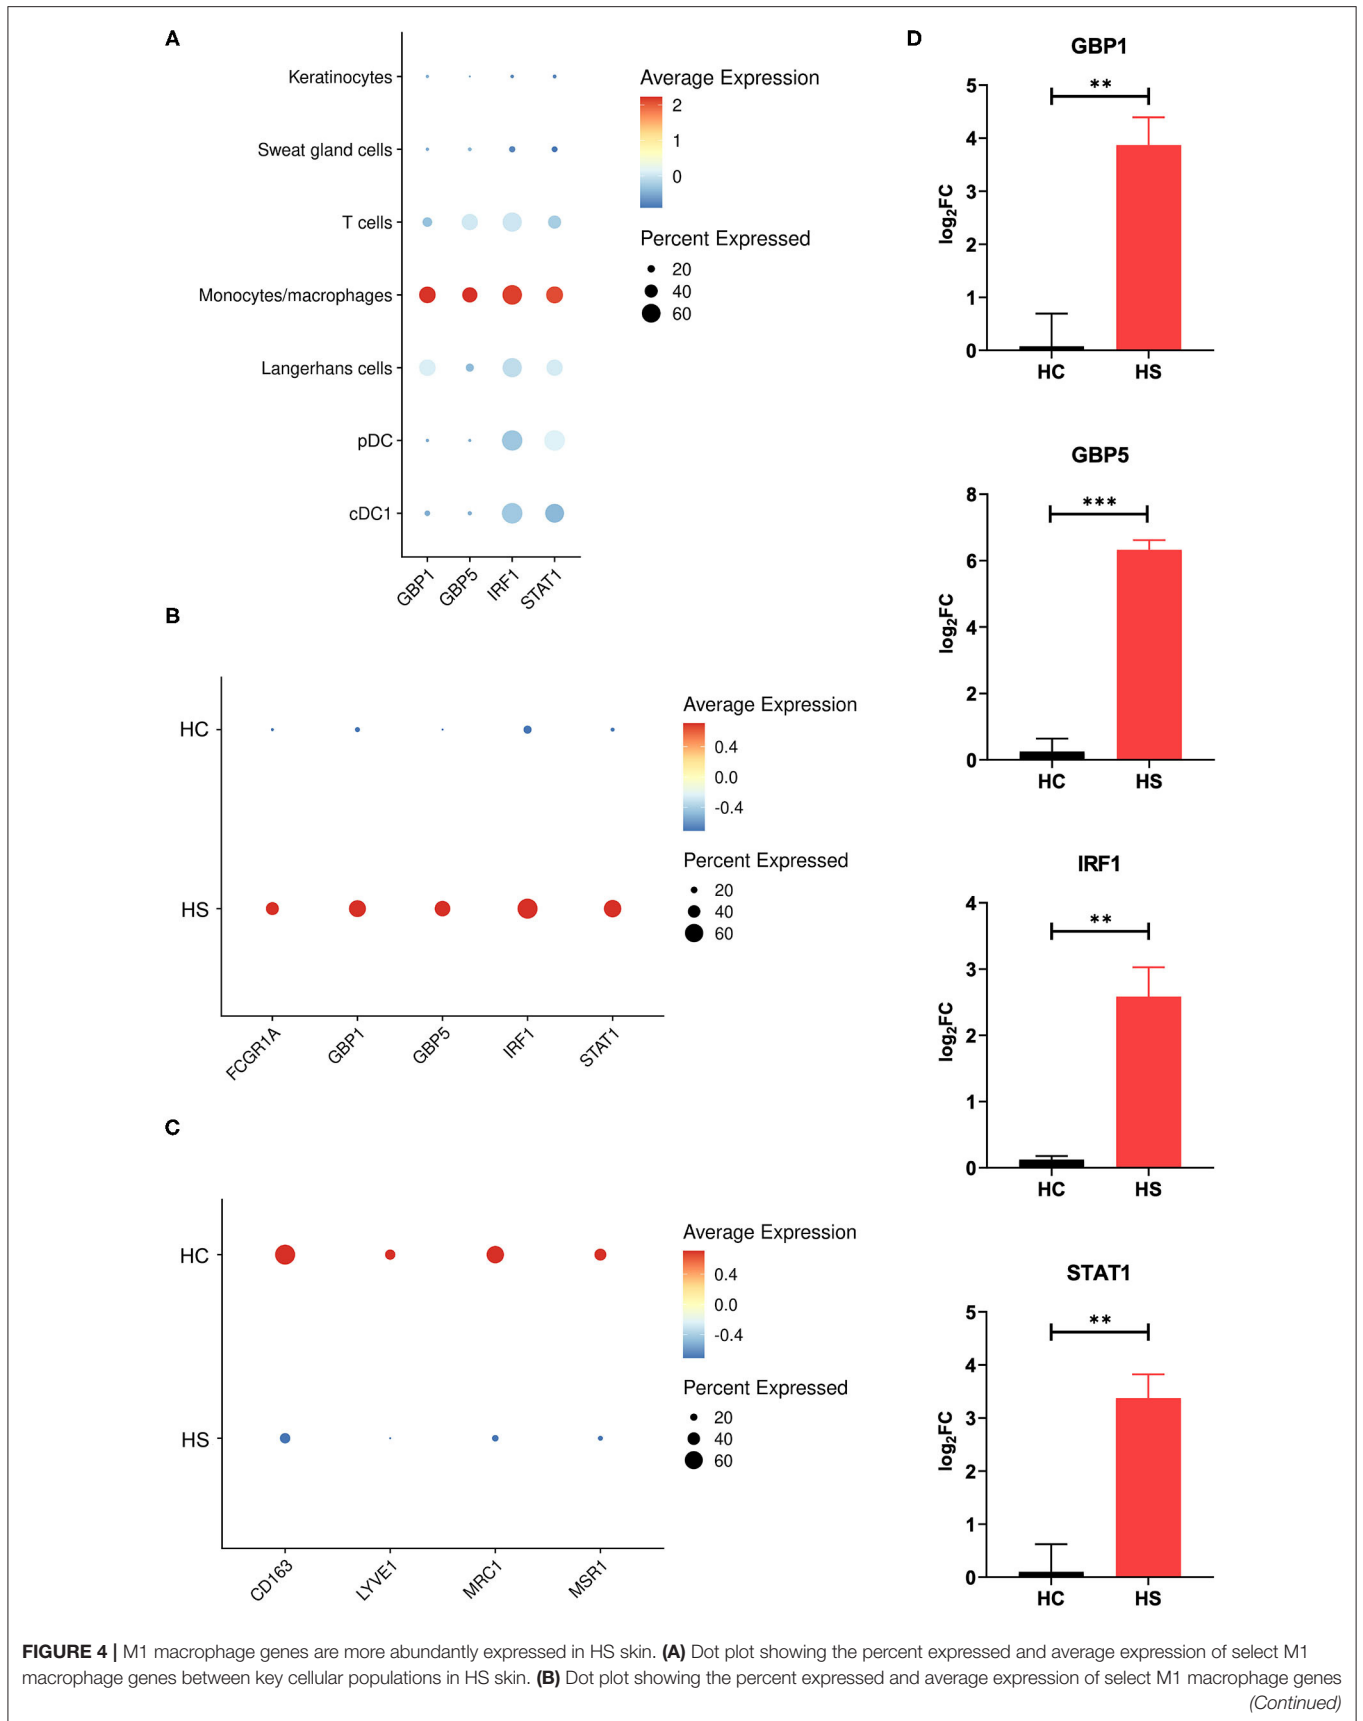 A
Keratinocytes
Sweat gland cells
T cells
Monocytes/macrophages
Langerhans cells
pDC
cDC1
GBP1
GBP5
IRF1
STAT1
Average Expression
2
1
0
Percent Expressed
20
40
60
B
HC
HS
FCGR1A
GBP1
GBP5
IRF1
STAT1
Average Expression
0.4
0.0
-0.4
Percent Expressed
20
40
60
C
HC
HS
CD163
LYVE1
MRC1
MSR1
Average Expression
0.4
0.0
-0.4
Percent Expressed
20
40
60
D
GBP1
**
log₂FC
5
4
3
2
1
0
HC
HS
GBP5
***
log₂FC
8
6
4
2
0
HC
HS
IRF1
**
log₂FC
4
3
2
1
0
HC
HS
STAT1
**
log₂FC
5
4
3
2
1
0
HC
HS
FIGURE 4 | M1 macrophage genes are more abundantly expressed in HS skin. (A) Dot plot showing the percent expressed and average expression of select M1
macrophage genes between key cellular populations in HS skin. (B) Dot plot showing the percent expressed and average expression of select M1 macrophage genes
(Continued)